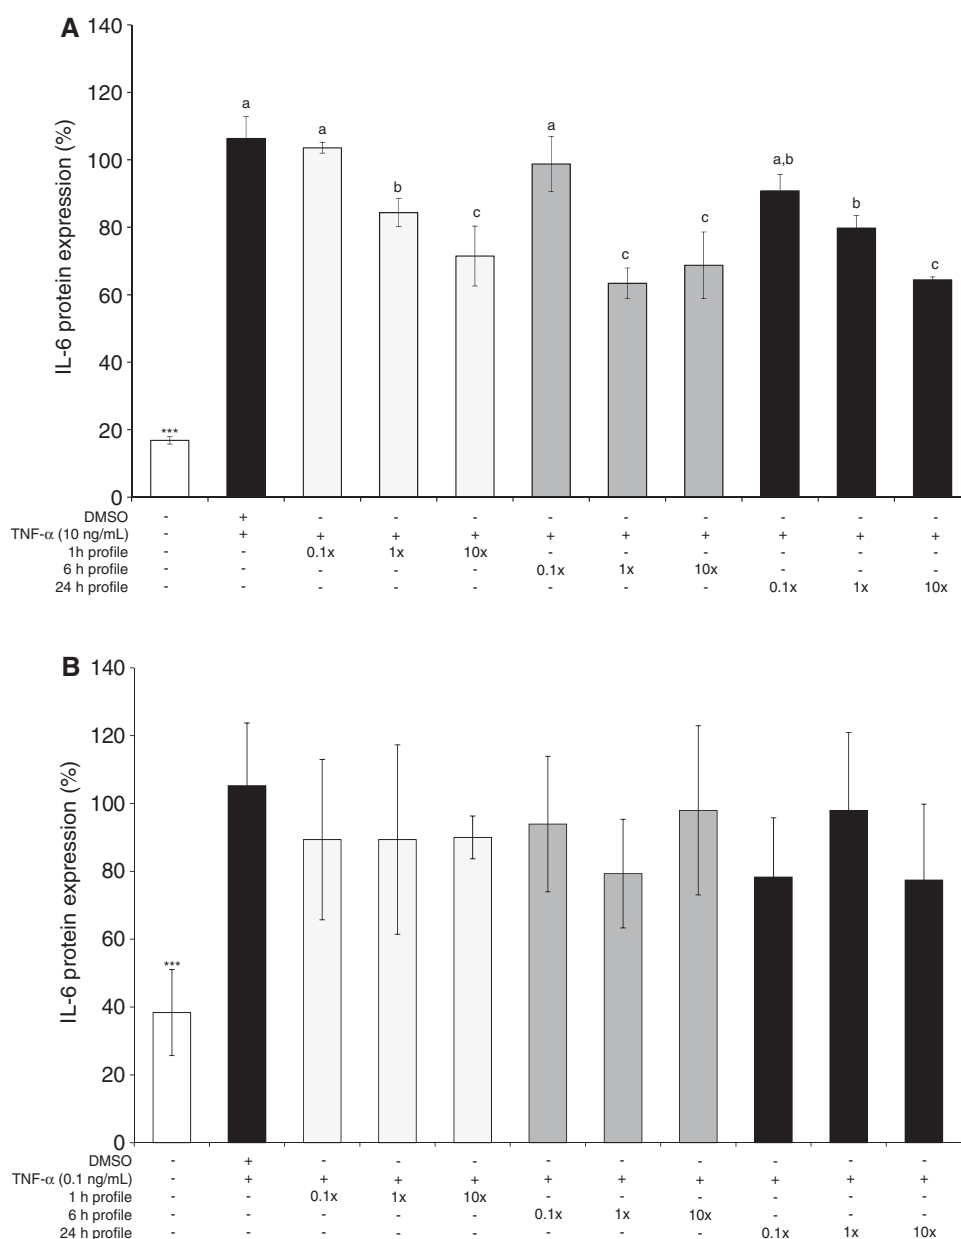 A
140
120
100
80
60
40
20
0
IL-6 protein expression (%)
a
a
b
c
a
c
c
a,b
b
c
***
DMSO - + - - - - - - - - -
TNF-α (10 ng/mL) - + + + + + + + + + +
1h profile - - 0.1x 1x 10x - - - - - -
6 h profile - - - - - 0.1x 1x 10x - - -
24 h profile - - - - - - - - 0.1x 1x 10x
B
140
120
100
80
60
40
20
0
IL-6 protein expression (%)
***
DMSO - + - - - - - - - - -
TNF-α (0.1 ng/mL) - + + + + + + + + + +
1 h profile - - 0.1x 1x 10x - - - - - -
6 h profile - - - - - 0.1x 1x 10x - - -
24 h profile - - - - - - - - 0.1x 1x 10x